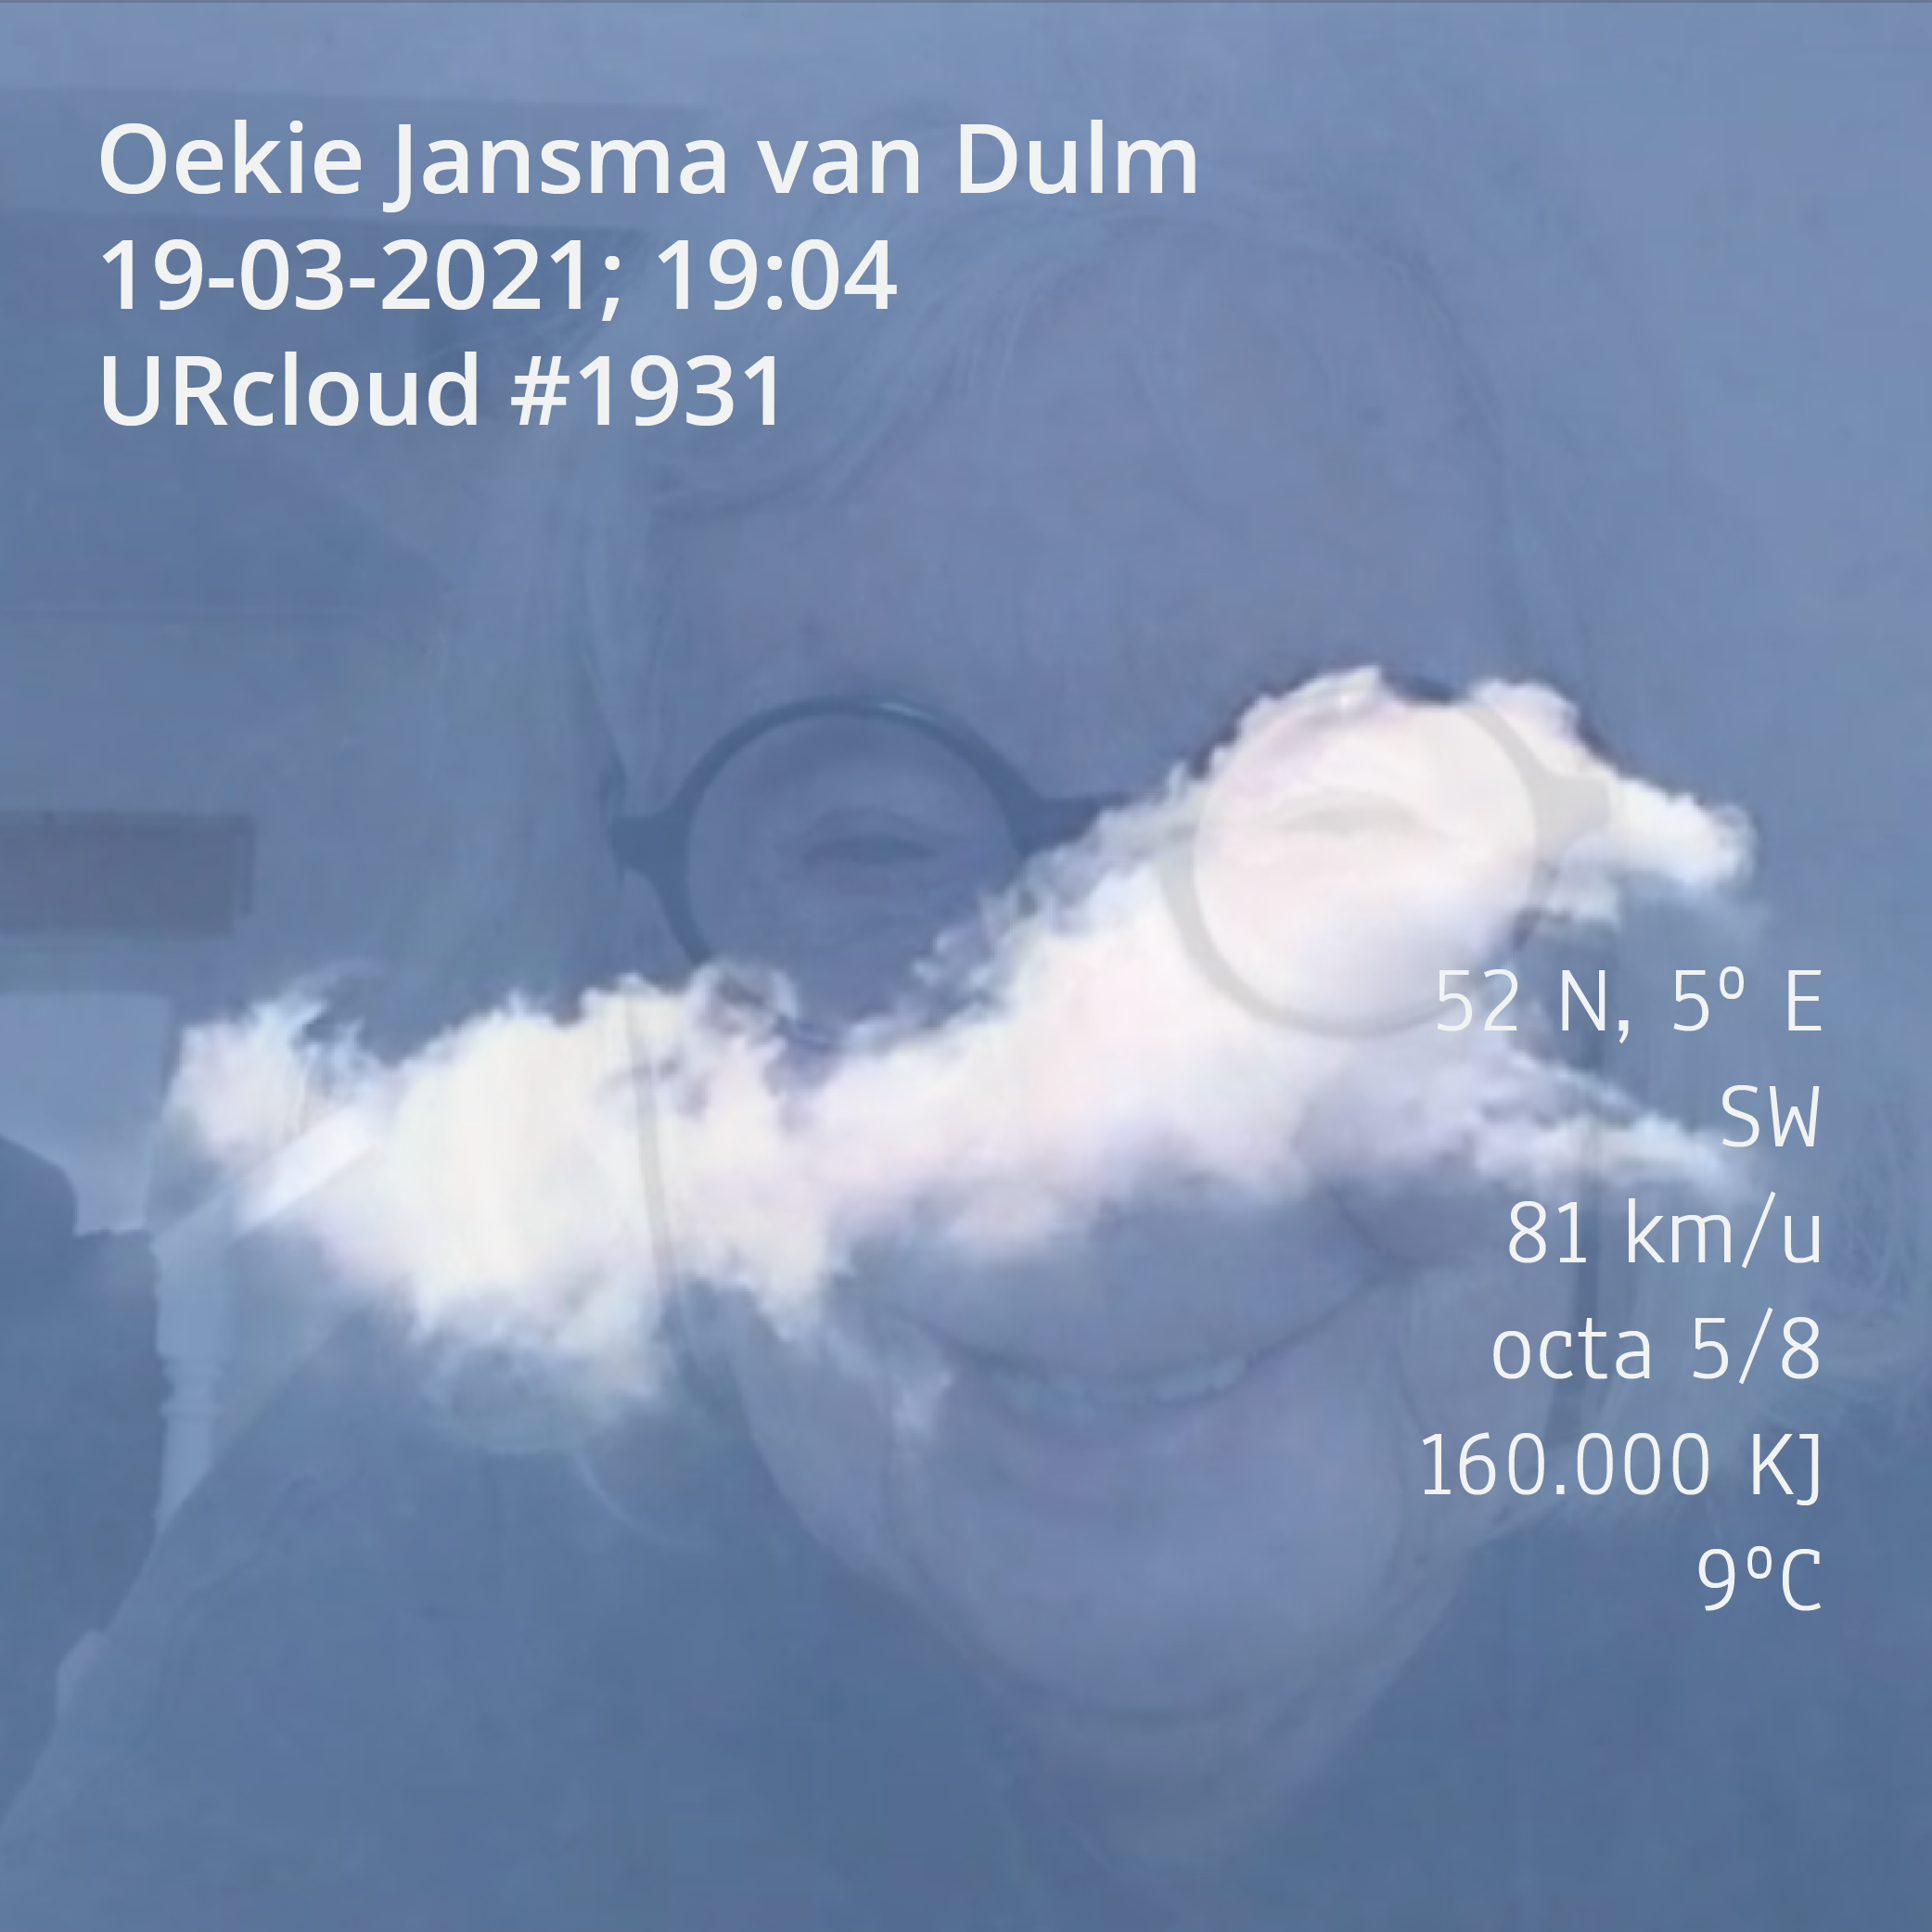 Oekie Jansma van Dulm
19-03-2021; 19:04
URcloud #1931
52 N, 5º E
SW
81 km/u
octa 5/8
160.000 KJ
9ºC